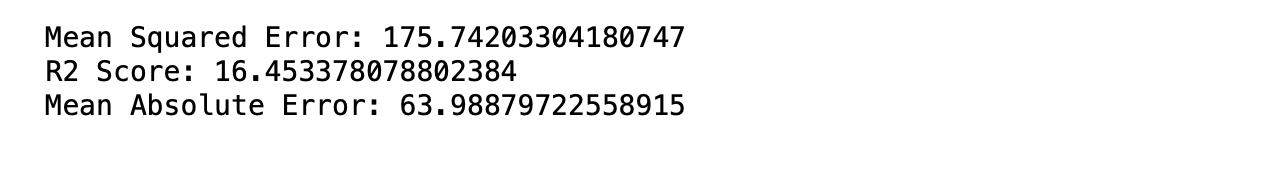 Mean Squared Error: 175.74203304180747
R2 Score: 16.453378078802384
Mean Absolute Error: 63.98879722558915